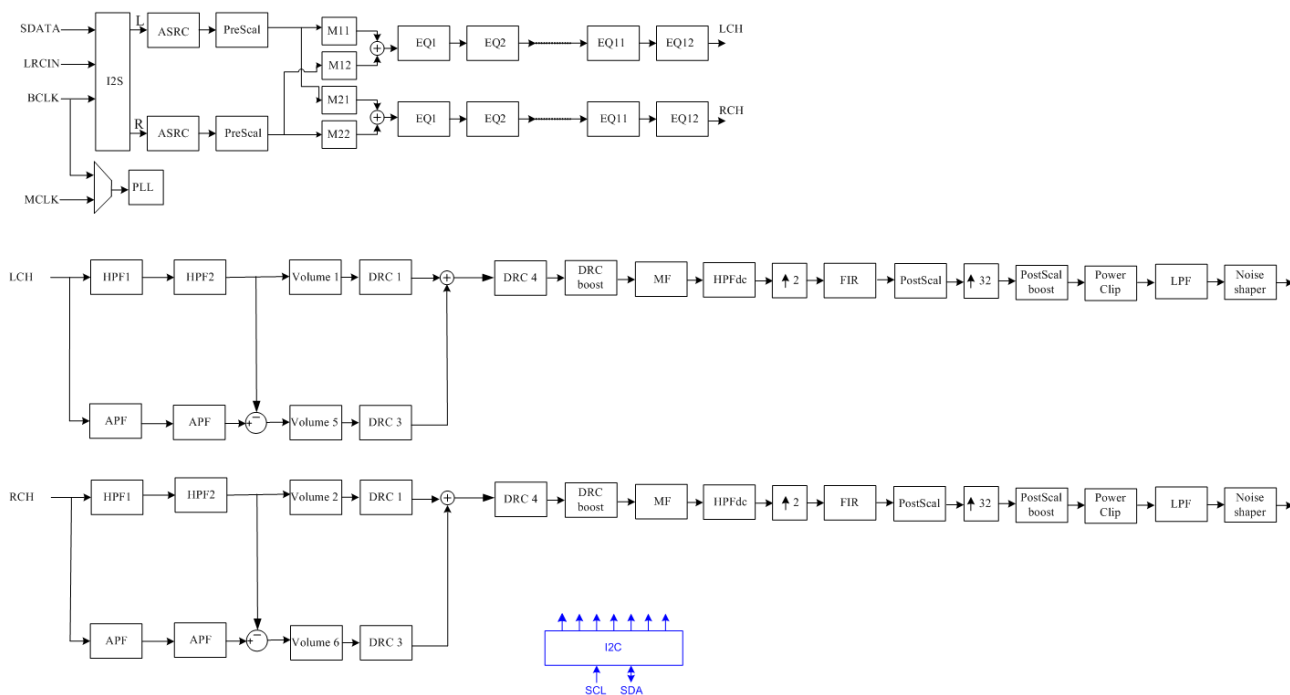 SDATA
LRCIN
BCLK
MCLK
I2S
L
R
ASRC
PreScal
ASRC
PreScal
M11
M12
M21
M22
+
+
EQ1
EQ2
EQ11
EQ12
LCH
EQ1
EQ2
EQ11
EQ12
RCH
PLL
LCH
HPF1
HPF2
Volume 1
DRC 1
+
DRC 4
DRC
boost
MF
HPFdc
2
FIR
PostScal
32
PostScal
boost
Power
Clip
LPF
Noise
shaper
APF
APF
+
−
Volume 5
DRC 3
RCH
HPF1
HPF2
Volume 2
DRC 1
+
DRC 4
DRC
boost
MF
HPFdc
2
FIR
PostScal
32
PostScal
boost
Power
Clip
LPF
Noise
shaper
APF
APF
+
−
Volume 6
DRC 3
I2C
SCL
SDA